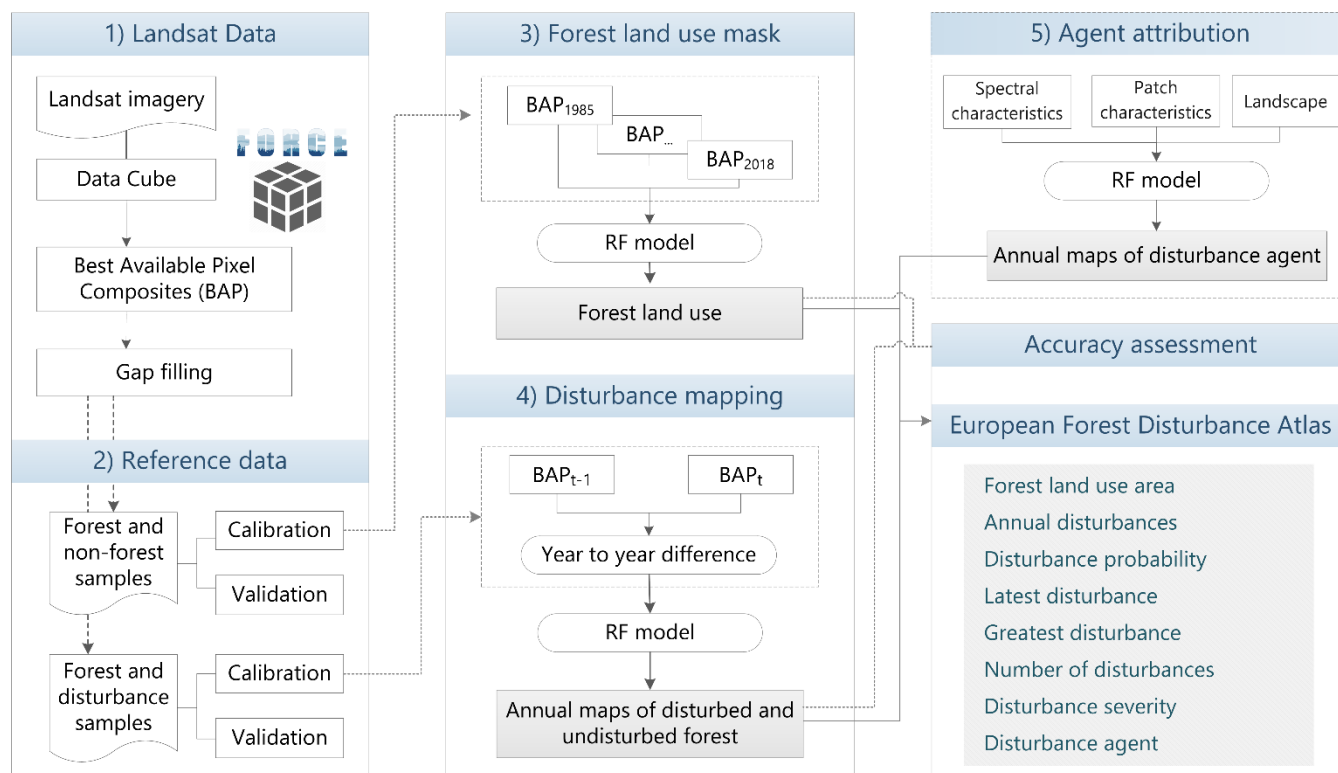 1) Landsat Data
Landsat imagery
FORCE
Data Cube
Best Available Pixel
Composites (BAP)
Gap filling
2) Reference data
Forest and
non-forest
samples
Calibration
Validation
Forest and
disturbance
samples
Calibration
Validation
3) Forest land use mask
BAP1985
BAP...
BAP2018
RF model
Forest land use
4) Disturbance mapping
BAPt-1
BAPt
Year to year difference
RF model
Annual maps of disturbed and
undisturbed forest
5) Agent attribution
Spectral
characteristics
Patch
characteristics
Landscape
RF model
Annual maps of disturbance agent
Accuracy assessment
European Forest Disturbance Atlas
Forest land use area
Annual disturbances
Disturbance probability
Latest disturbance
Greatest disturbance
Number of disturbances
Disturbance severity
Disturbance agent